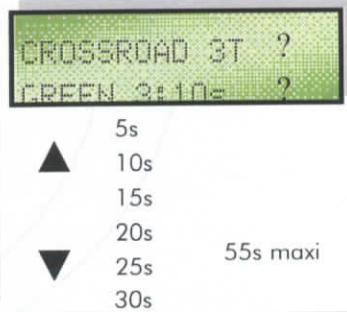 CROSSROAD 3T ?
GREEN 3:10s ?
5s
10s
15s
20s
25s 55s maxi
30s